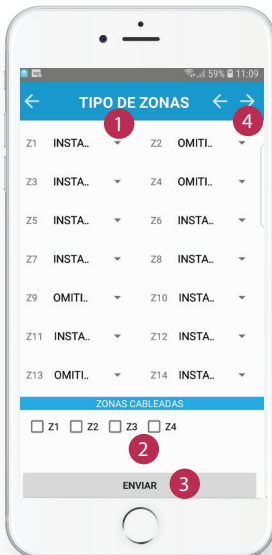 59% 11:09
TIPO DE ZONAS
1
4
Z1 INSTA.. Z2 OMITI..
Z3 INSTA.. Z4 OMITI..
Z5 INSTA.. Z6 INSTA..
Z7 INSTA.. Z8 INSTA..
Z9 OMITI.. Z10 INSTA..
Z11 INSTA.. Z12 INSTA..
Z13 OMITI.. Z14 INSTA..
ZONAS CABLEADAS
Z1 Z2 Z3 Z4
2
ENVIAR 3